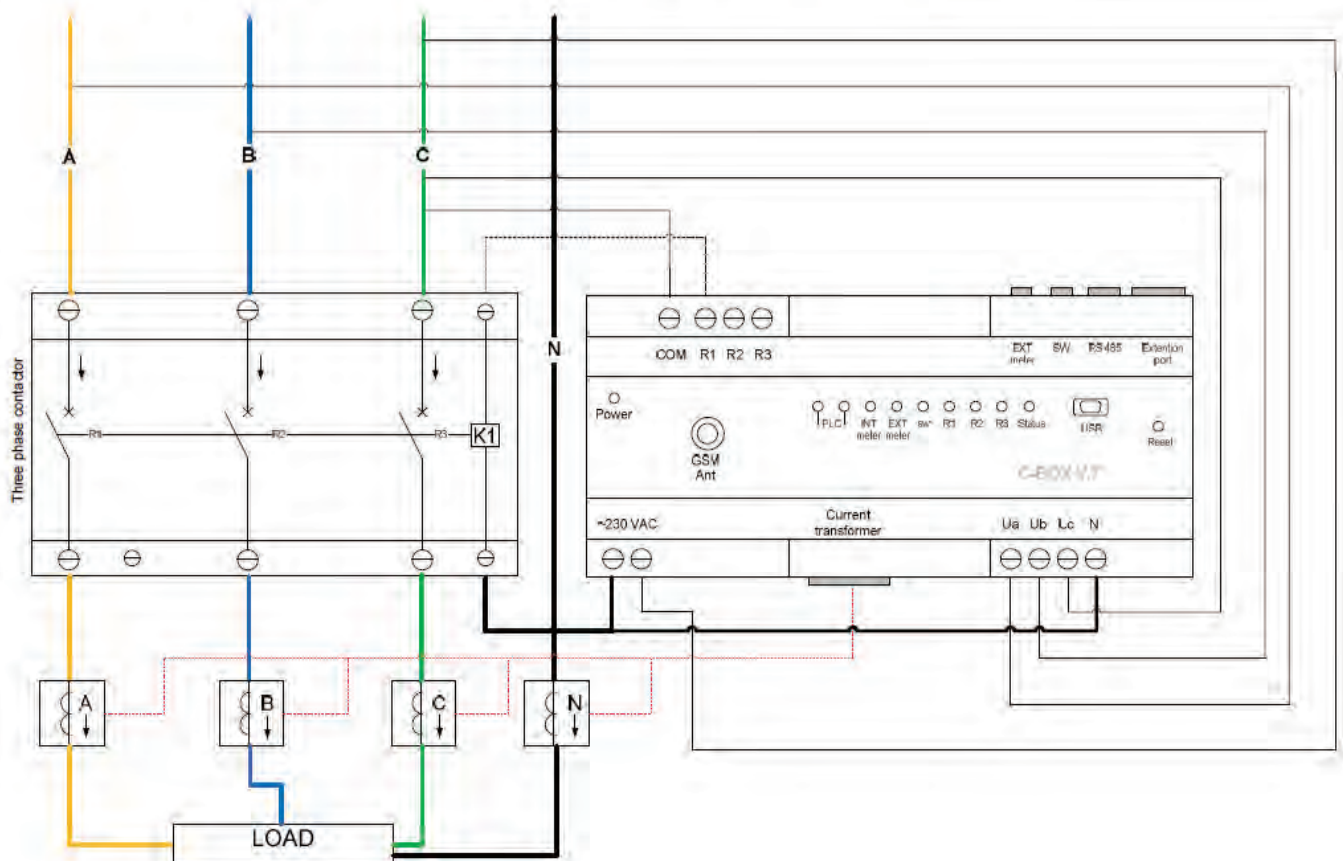 A B C
N
Three phase contactor
R1 R2 R3 K1
COM R1 R2 R3
EXT meter SW RS485 Extention port
Power
GSM
Ant
PLC INT meter EXT meter SW R1 R2 R3 Status
USB
Reset
~230 VAC
Current
transformer
Ua Ub Uc N
A B C N
LOAD